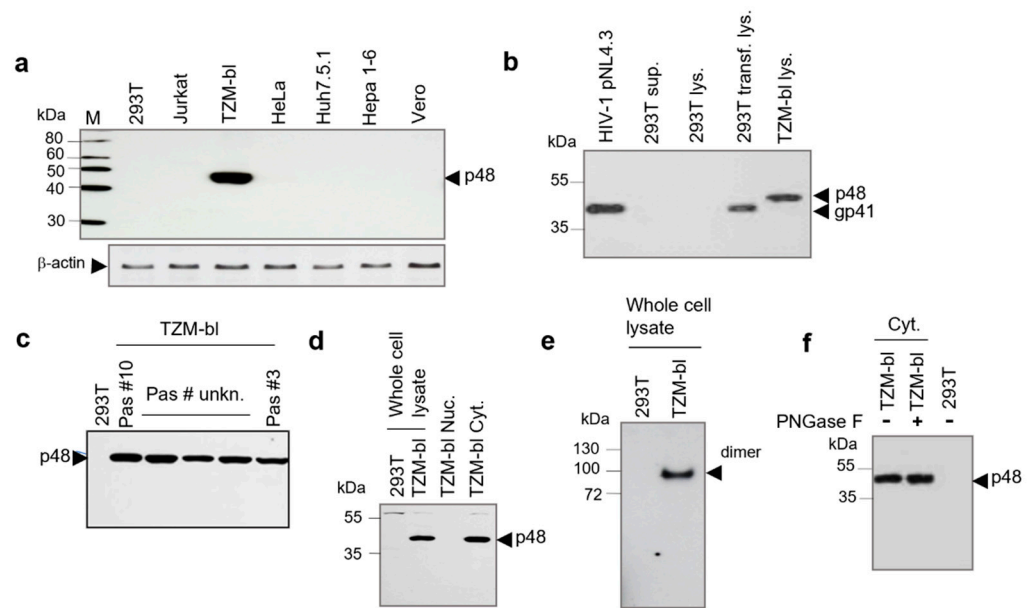 a
kDa
M
293T
Jurkat
TZM-bl
HeLa
Huh7.5.1
Hepa 1-6
Vero
80
60
50
40
30
p48
β-actin
b
kDa
HIV-1 pNL4.3
293T sup.
293T lys.
293T transf. lys.
TZM-bl lys.
55
35
p48
gp41
c
TZM-bl
293T
Pas #10
Pas # unkn.
Pas #3
p48
d
Whole cell
lysate
293T
TZM-bl
TZM-bl Nuc.
TZM-bl Cyt.
kDa
55
35
p48
e
Whole cell
lysate
293T
TZM-bl
kDa
130
100
72
dimer
f
Cyt.
TZM-bl
TZM-bl
293T
PNGase F - + -
kDa
55
35
p48